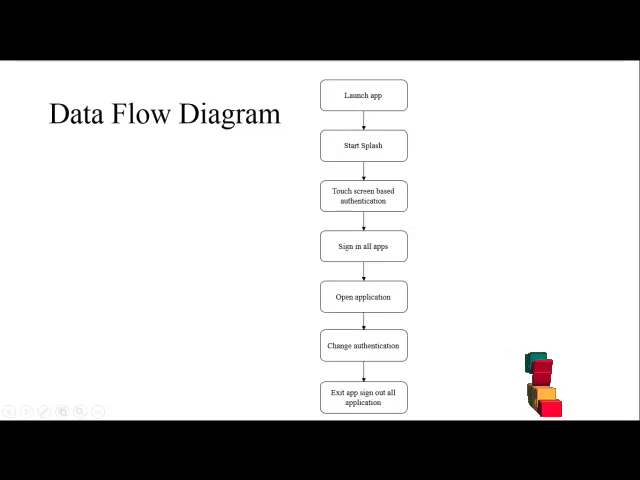 Data Flow Diagram
Launch app
Start Splash
Touch screen based
authentication
Sign in all apps
Open application
Change authentication
Exit app sign out all
application